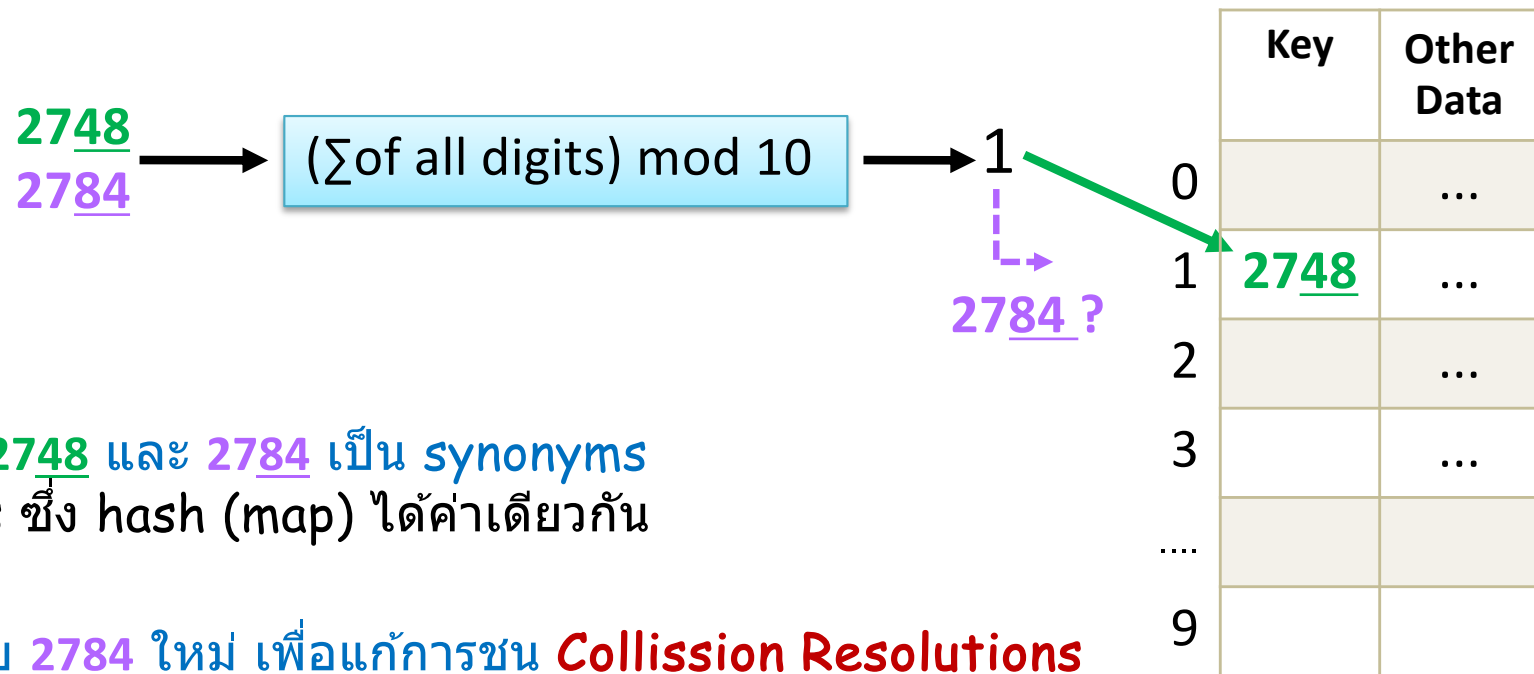 Key
Other
Data
2748
2784
(∑of all digits) mod 10
1
2784 ?
0 ...
1 2748 ...
2 ...
3 ...
....
9
2748 และ 2784 เป็น synonyms
ซึ่ง hash (map) ได้ค่าเดียวกัน
2784 ใหม่ เพื่อแก้การชน Collission Resolutions